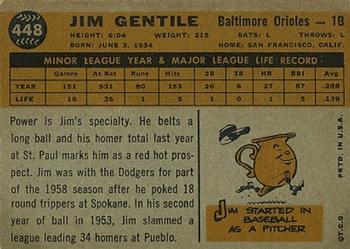 448
JIM GENTILE
Baltimore Orioles - 1B
HEIGHT: 6:04 WEIGHT: 215 BATS: L THROWS: L
BORN: JUNE 3, 1934 HOME: SAN FRANCISCO, CALIF.
MINOR LEAGUE YEAR & MAJOR LEAGUE LIFE RECORD
Games At Bat Runs Hits 2B 3B HR RBI Avg.
YEAR 151 531 80 153 26 1 27 87 .288
LIFE 16 36 1 5 1 0 1 5 .139
Power is Jim's specialty. He belts a long ball and his homer total last year at St. Paul marks him as a red hot prospect. Jim was with the Dodgers for part of the 1958 season after he poked 18 round trippers at Spokane. In his second year of ball in 1953, Jim slammed a league leading 34 homers at Pueblo.
JIM STARTED IN
BASEBALL
AS A PITCHER
©T.C.G. PRTD. IN U.S.A.